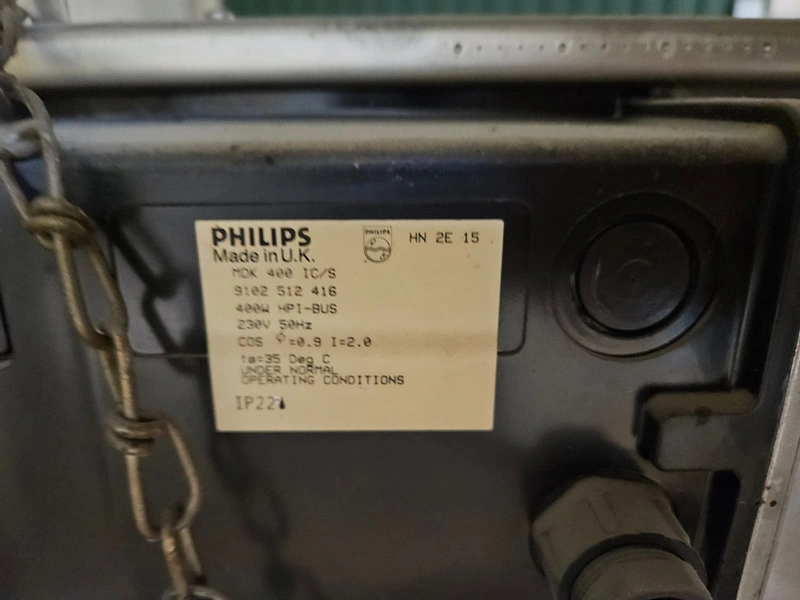 PHILIPS
PHILIPS
HN 2E 15
Made in U.K.
MDK 400 IC/S
9102 512 416
400W HPI-BUS
230V 50Hz
COS φ=0.9 I=2.0
ta=35 Deg C
UNDER NORMAL
OPERATING CONDITIONS
IP22